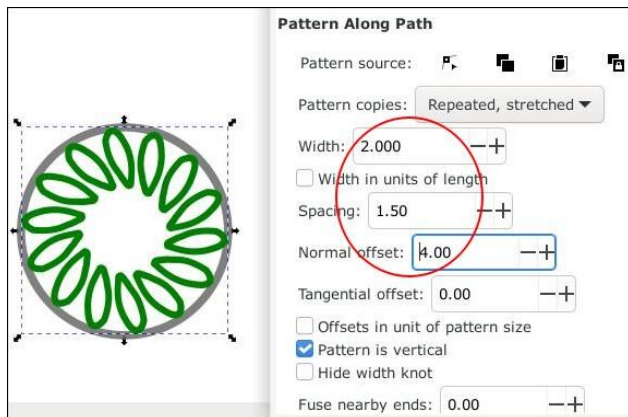 Pattern Along Path
Pattern source:
Pattern copies: Repeated, stretched
Width: 2.000
Width in units of length
Spacing: 1.50
Normal offset: 4.00
Tangential offset: 0.00
Offsets in unit of pattern size
Pattern is vertical
Hide width knot
Fuse nearby ends: 0.00